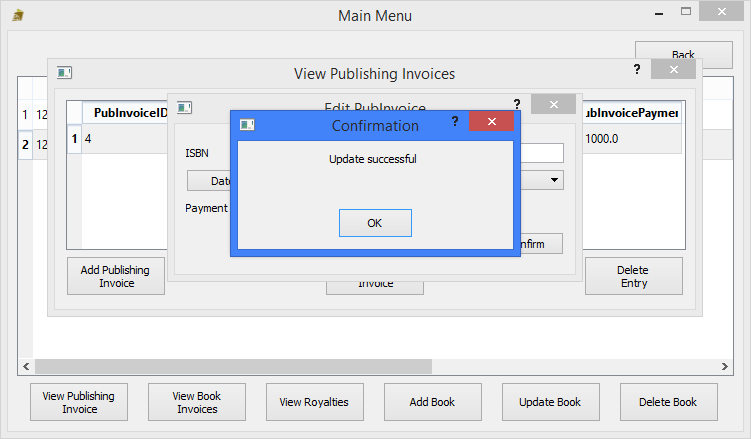 Main Menu
Back
View Publishing Invoices
?
Edit PubInvoice
?
Confirmation
?
PubInvoiceID
ubInvoicePaymen
1 12
1 4
1000.0
2 12
ISBN
Update successful
Date
Payment
OK
nfirm
Add Publishing
Invoice
Invoice
Delete
Entry
View Publishing
Invoice
View Book
Invoices
View Royalties
Add Book
Update Book
Delete Book